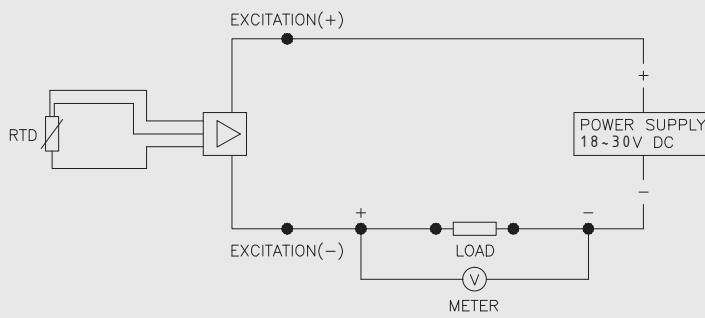 EXCITATION(+)
+
RTD
POWER SUPPLY
18~30V DC
−
+
−
EXCITATION(−)
LOAD
V
METER